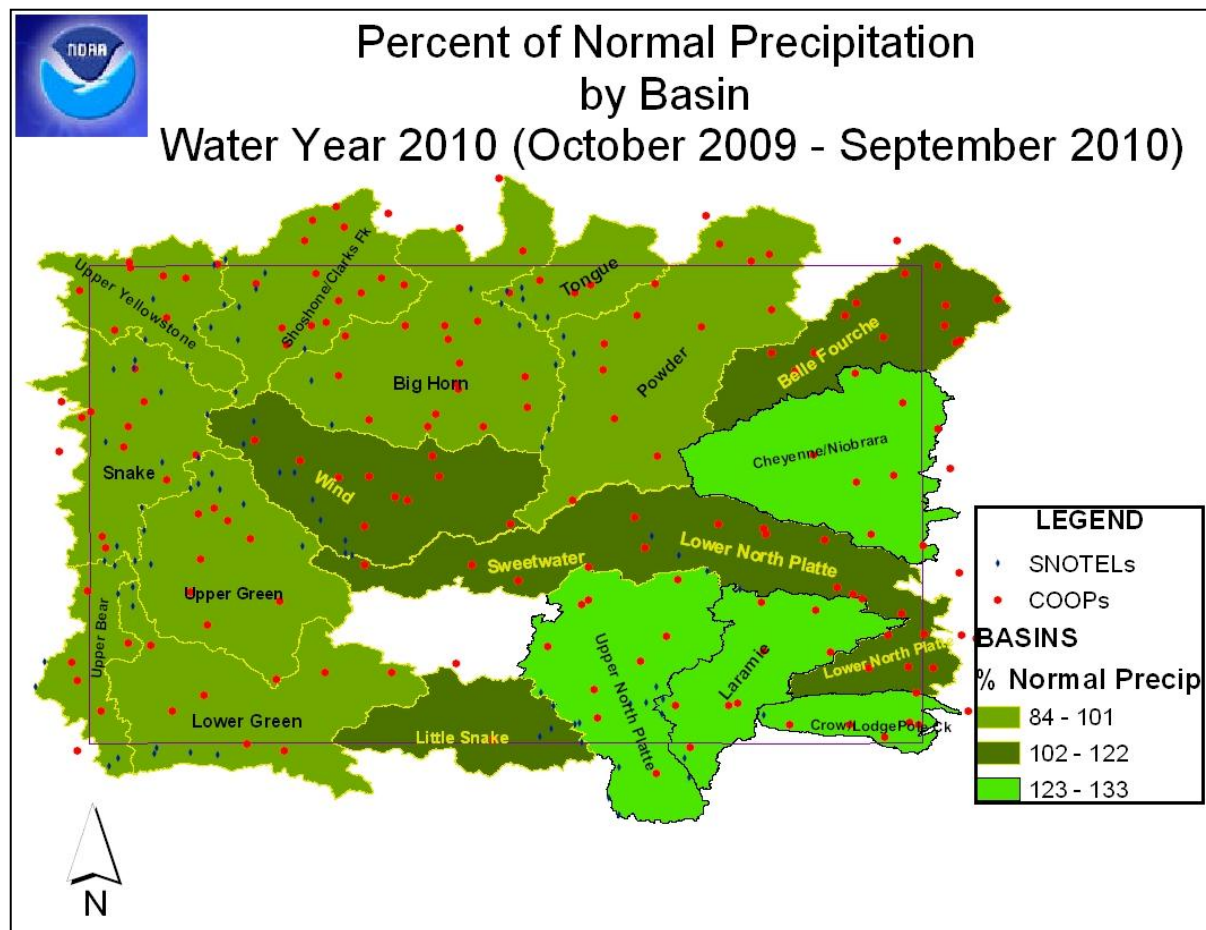 NOAA
Percent of Normal Precipitation
by Basin
Water Year 2010 (October 2009 - September 2010)
Upper Yellowstone
Shoshone/Clarks Fk
Tongue
Big Horn
Powder
Belle Fourche
Cheyenne/Niobrara
Snake
Wind
Sweetwater
Lower North Platte
Upper Green
Upper Bear
Upper North Platte
Laramie
Lower North Platte
Lower Green
Little Snake
Crow/LodgePole Ck
LEGEND
SNOTELs
COOPs
BASINS
% Normal Precip
84 - 101
102 - 122
123 - 133
N